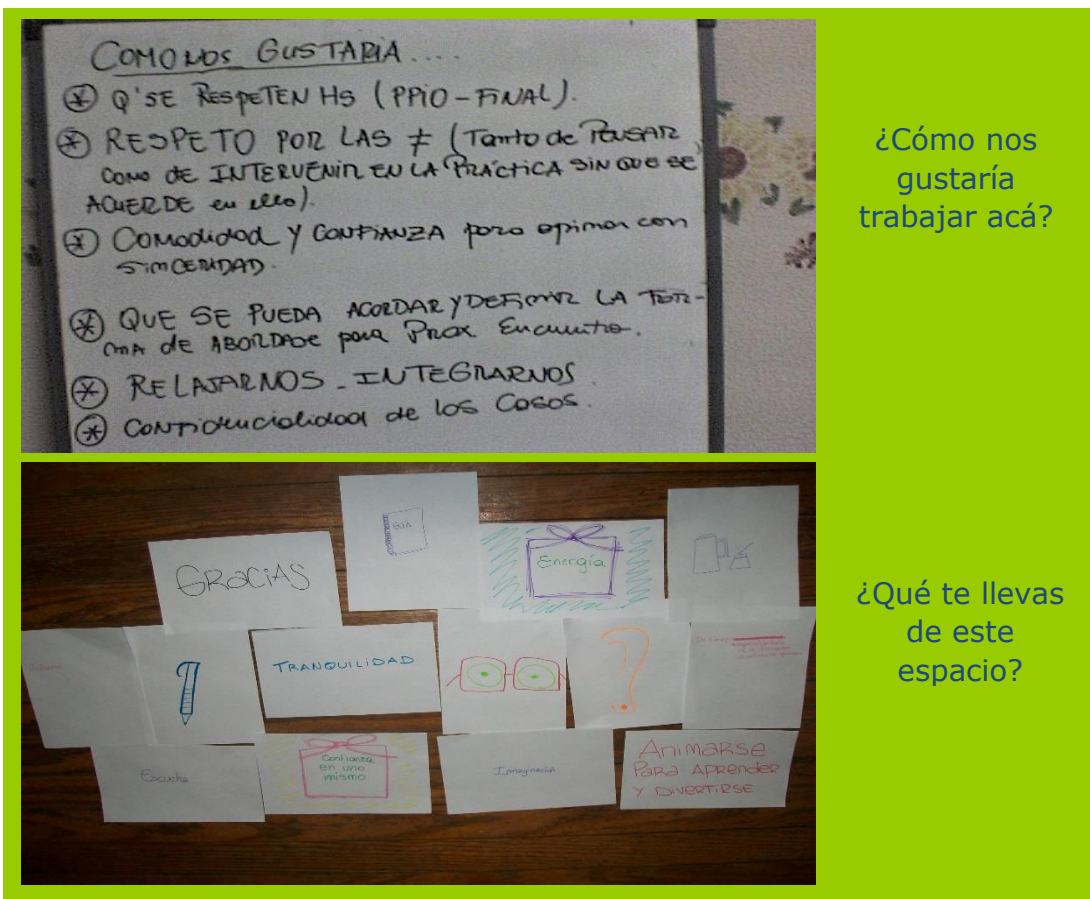 COMO NOS GUSTARIA....
Q'SE RESPETEN HS (PPIO-FINAL).
RESPETO POR LAS ≠ (Tanto de PENSAR
COMO de INTERVENIR EN LA PRÁCTICA SIN QUE SE
ACUERDE en ello).
COMODIDAD Y CONFIANZA para opinar con
SINCERIDAD.
QUE SE PUEDA ACORDAR Y DEFINIR LA FOR-
MA de ABORDAJE para Prox. Encuentro.
RELAJARNOS - INTEGRARNOS.
CONFIDENCIALIDAD de los Casos.
¿Cómo nos
gustaría
trabajar acá?
GUÍA
GRACIAS
Energía
TRANQUILIDAD
Escucha
Confianza
en uno
mismo
Imaginación
ANIMARSE
PARA APRENDER
Y DIVERTIRSE
¿Qué te llevas
de este
espacio?